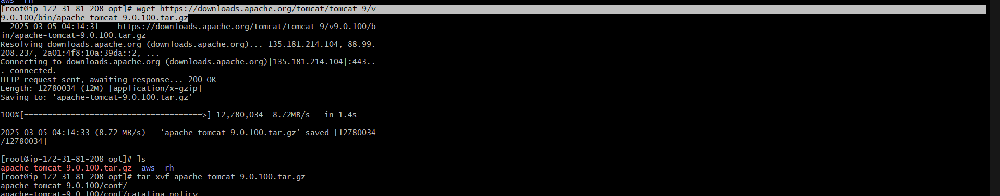 aws  rh
[root@ip-172-31-81-208 opt]# wget https://downloads.apache.org/tomcat/tomcat-9/v
9.0.100/bin/apache-tomcat-9.0.100.tar.gz
--2025-03-05 04:14:31--  https://downloads.apache.org/tomcat/tomcat-9/v9.0.100/b
in/apache-tomcat-9.0.100.tar.gz
Resolving downloads.apache.org (downloads.apache.org)... 135.181.214.104, 88.99.
208.237, 2a01:4f8:10a:39da::2, ...
Connecting to downloads.apache.org (downloads.apache.org)|135.181.214.104|:443..
. connected.
HTTP request sent, awaiting response... 200 OK
Length: 12780034 (12M) [application/x-gzip]
Saving to: ‘apache-tomcat-9.0.100.tar.gz’
100%[======================================>] 12,780,034  8.72MB/s   in 1.4s
2025-03-05 04:14:33 (8.72 MB/s) - ‘apache-tomcat-9.0.100.tar.gz’ saved [12780034
/12780034]
[root@ip-172-31-81-208 opt]# ls
apache-tomcat-9.0.100.tar.gz  aws  rh
[root@ip-172-31-81-208 opt]# tar xvf apache-tomcat-9.0.100.tar.gz
apache-tomcat-9.0.100/conf/
apache-tomcat-9.0.100/conf/catalina.policy